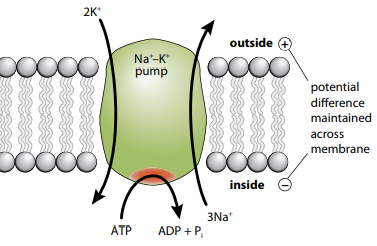 2K⁺
Na⁺–K⁺
pump
outside +
potential
difference
maintained
across
membrane
inside −
3Na⁺
ATP
ADP + Pᵢ